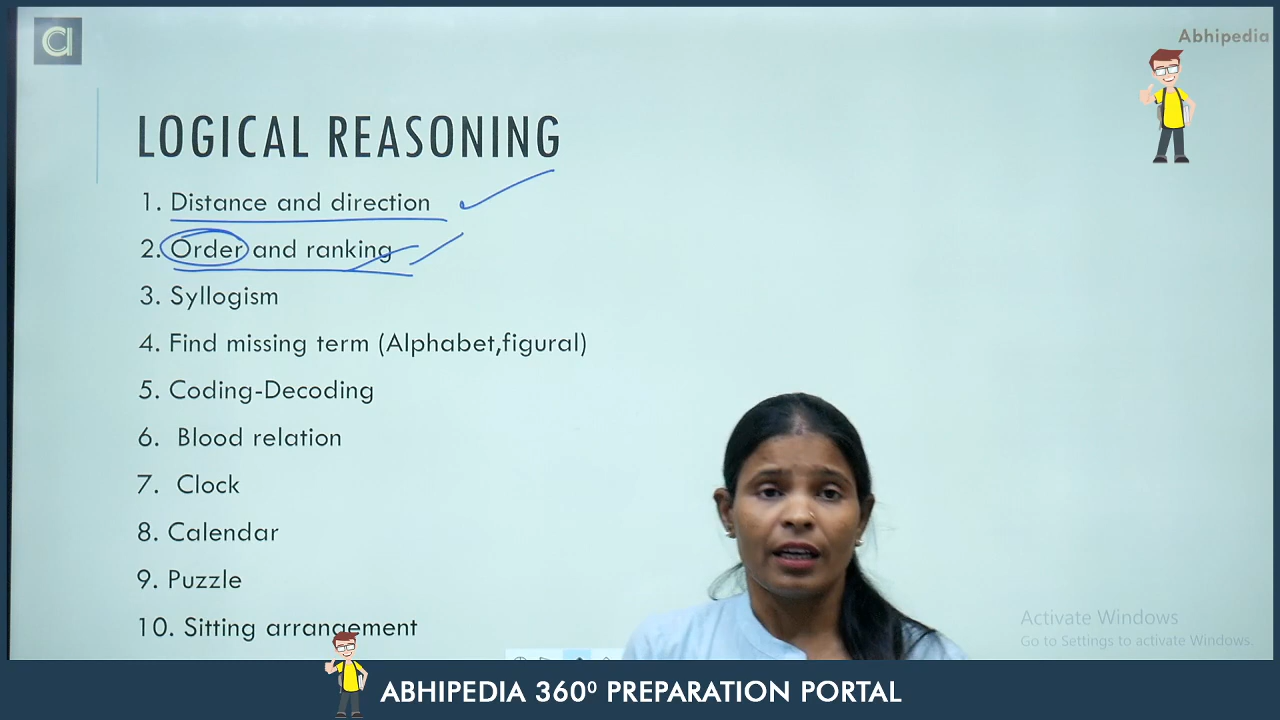 Abhipedia
LOGICAL REASONING
1. Distance and direction
2. Order and ranking
3. Syllogism
4. Find missing term (Alphabet,figural)
5. Coding-Decoding
6. Blood relation
7. Clock
8. Calendar
9. Puzzle
10. Sitting arrangement
Activate Windows
Go to Settings to activate Windows.
ABHIPEDIA 360⁰ PREPARATION PORTAL